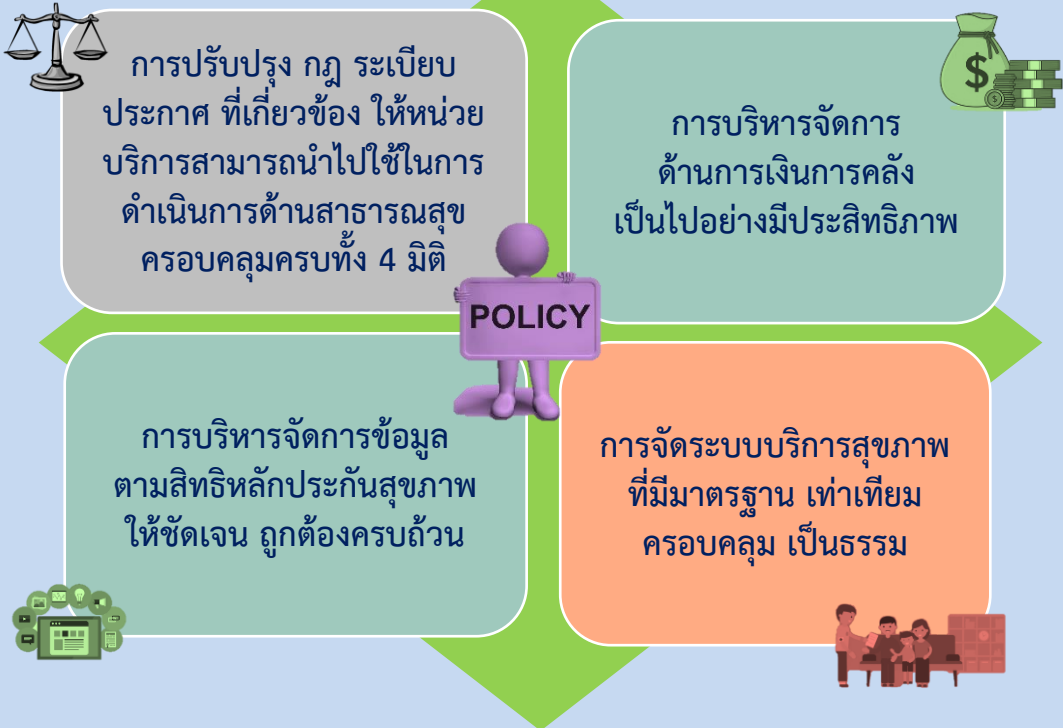 การปรับปรุง กฎ ระเบียบ
ประกาศ ที่เกี่ยวข้อง ให้หน่วย
บริการสามารถนำไปใช้ในการ
ดำเนินการด้านสาธารณสุข
ครอบคลุมครบทั้ง 4 มิติ
$
การบริหารจัดการ
ด้านการเงินการคลัง
เป็นไปอย่างมีประสิทธิภาพ
POLICY
การบริหารจัดการข้อมูล
ตามสิทธิหลักประกันสุขภาพ
ให้ชัดเจน ถูกต้องครบถ้วน
การจัดระบบบริการสุขภาพ
ที่มีมาตรฐาน เท่าเทียม
ครอบคลุม เป็นธรรม